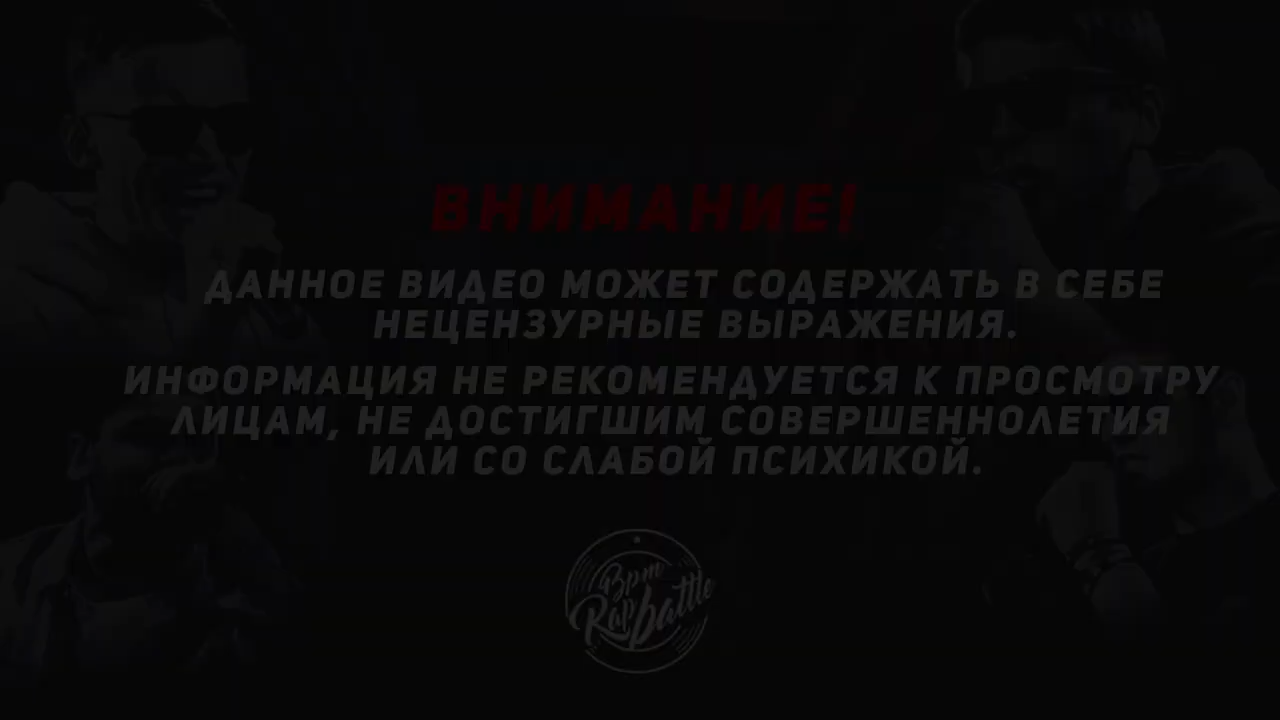 ВНИМАНИЕ!
ДАННОЕ ВИДЕО МОЖЕТ СОДЕРЖАТЬ В СЕБЕ
НЕЦЕНЗУРНЫЕ ВЫРАЖЕНИЯ.
ИНФОРМАЦИЯ НЕ РЕКОМЕНДУЕТСЯ К ПРОСМОТРУ
ЛИЦАМ, НЕ ДОСТИГШИМ СОВЕРШЕННОЛЕТИЯ
ИЛИ СО СЛАБОЙ ПСИХИКОЙ.
Rap battle